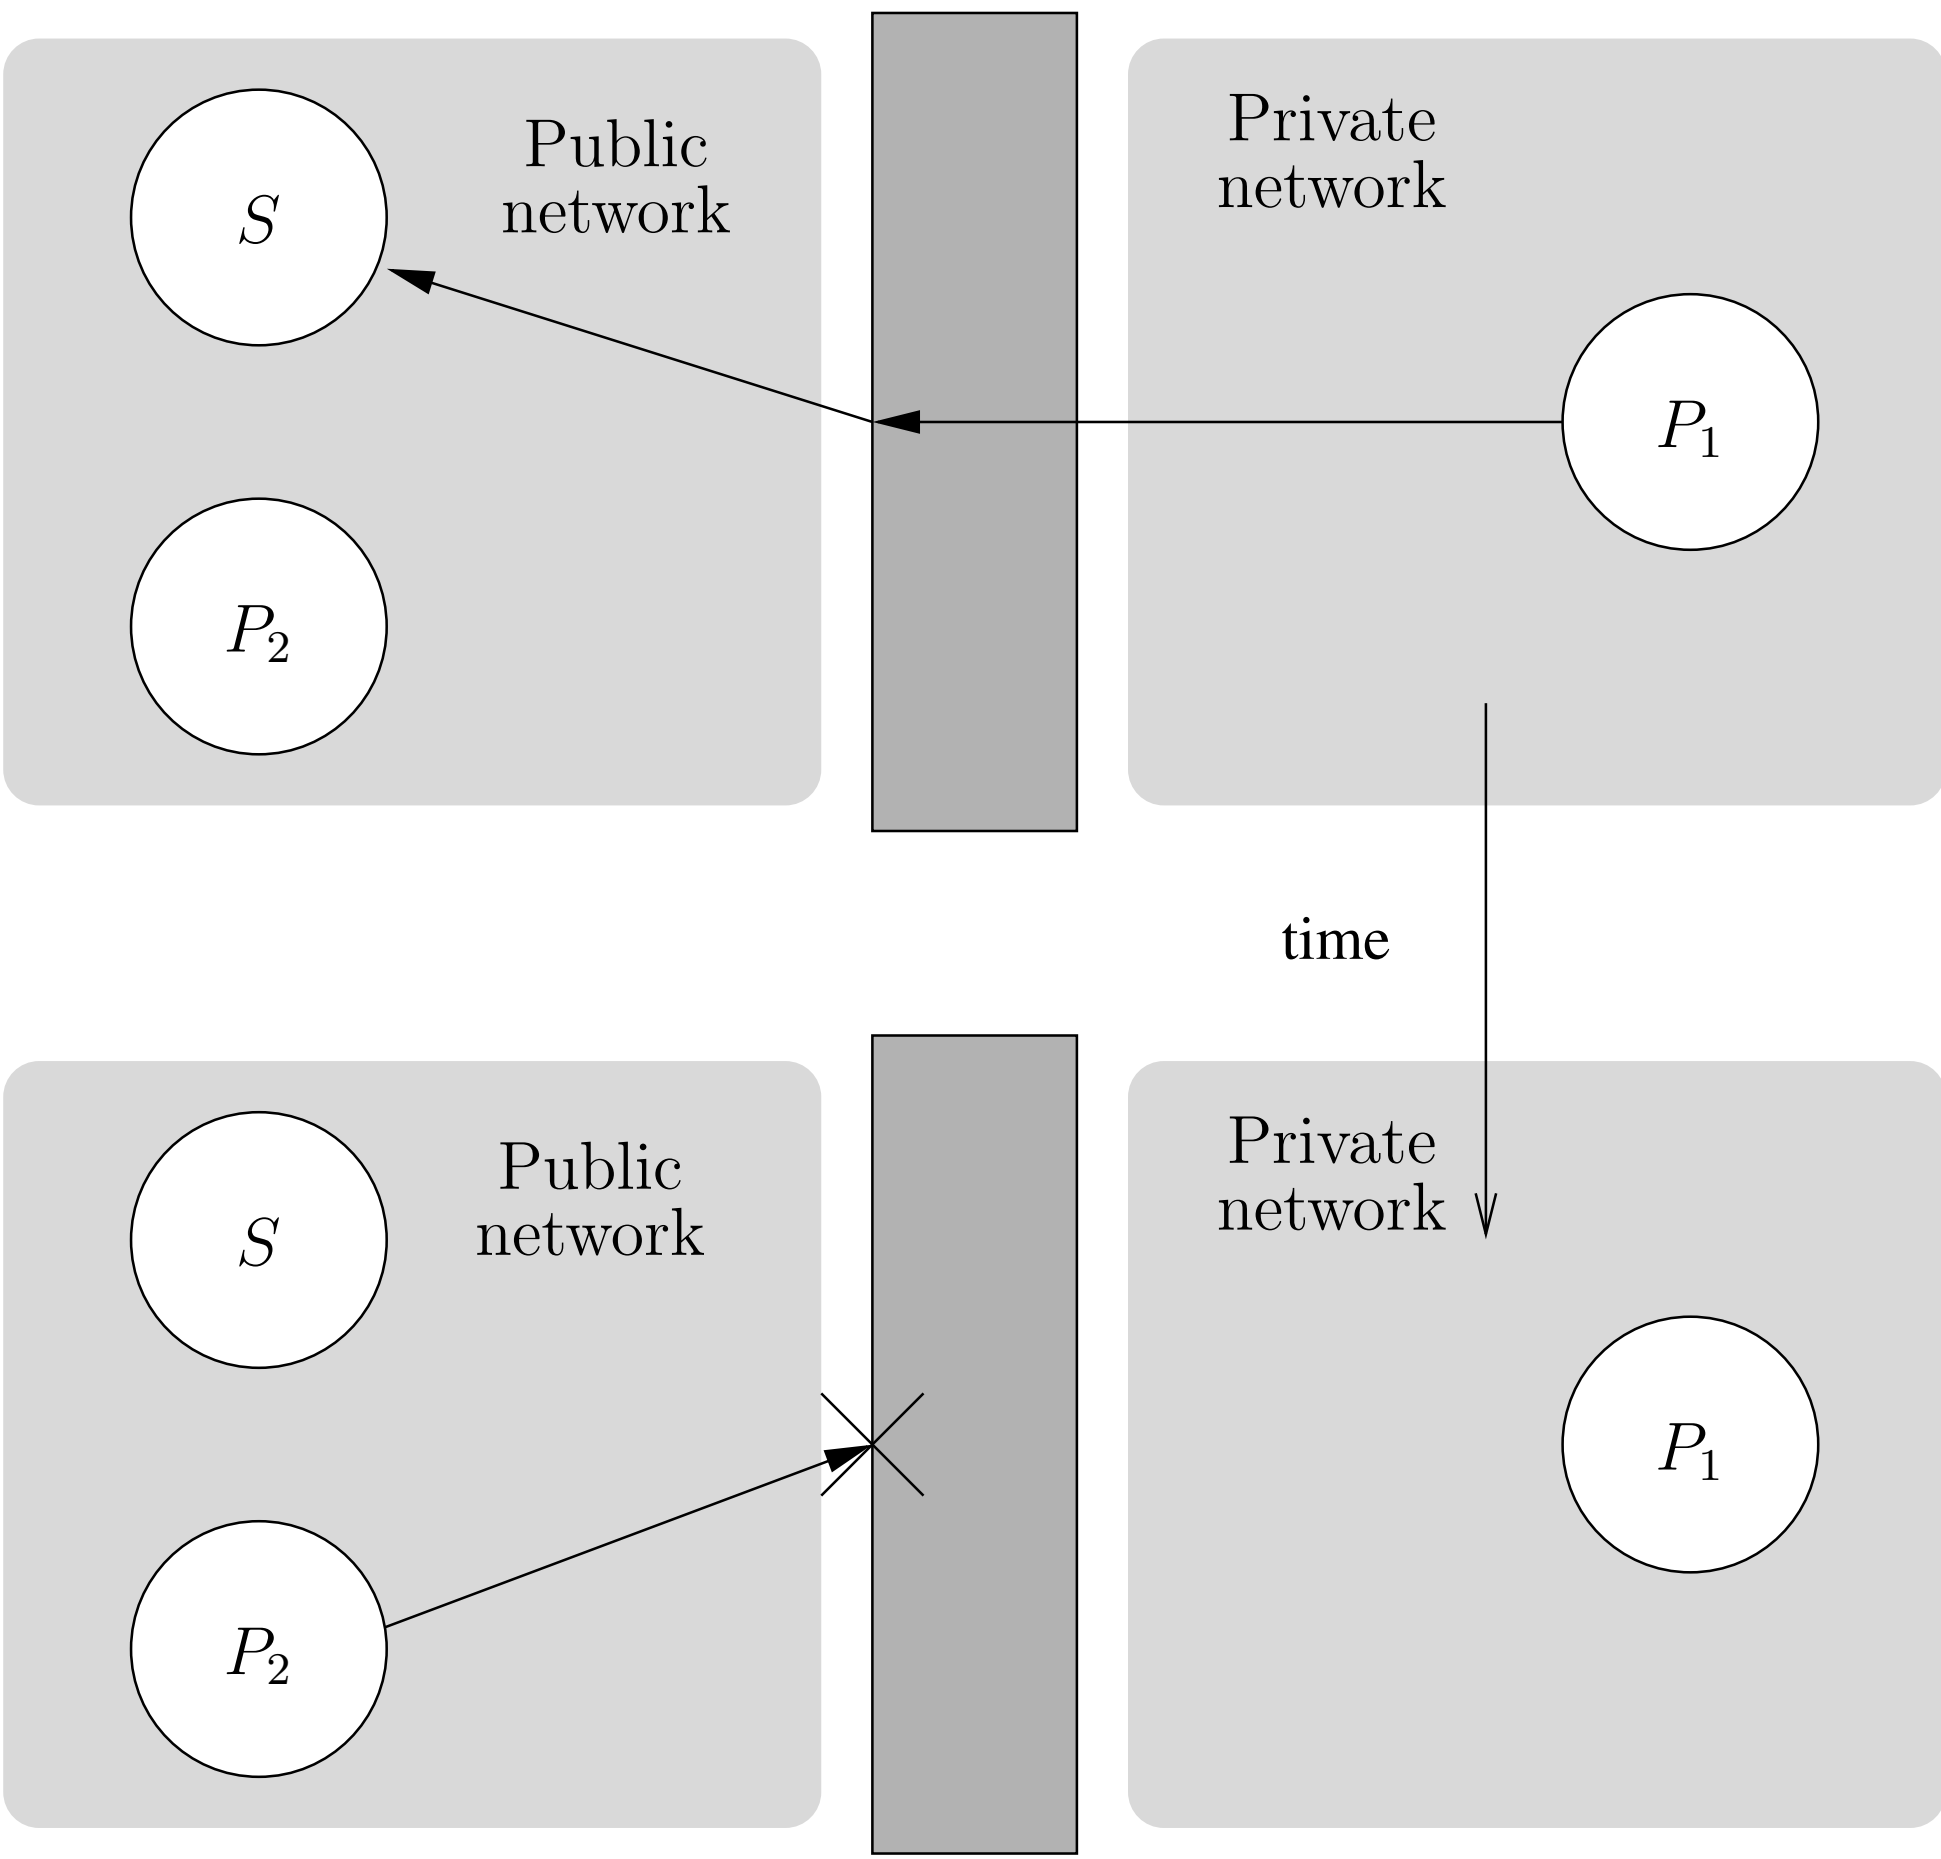 Public
network
Private
network
S
P₁
P₂
time
Public
network
Private
network
S
P₁
P₂